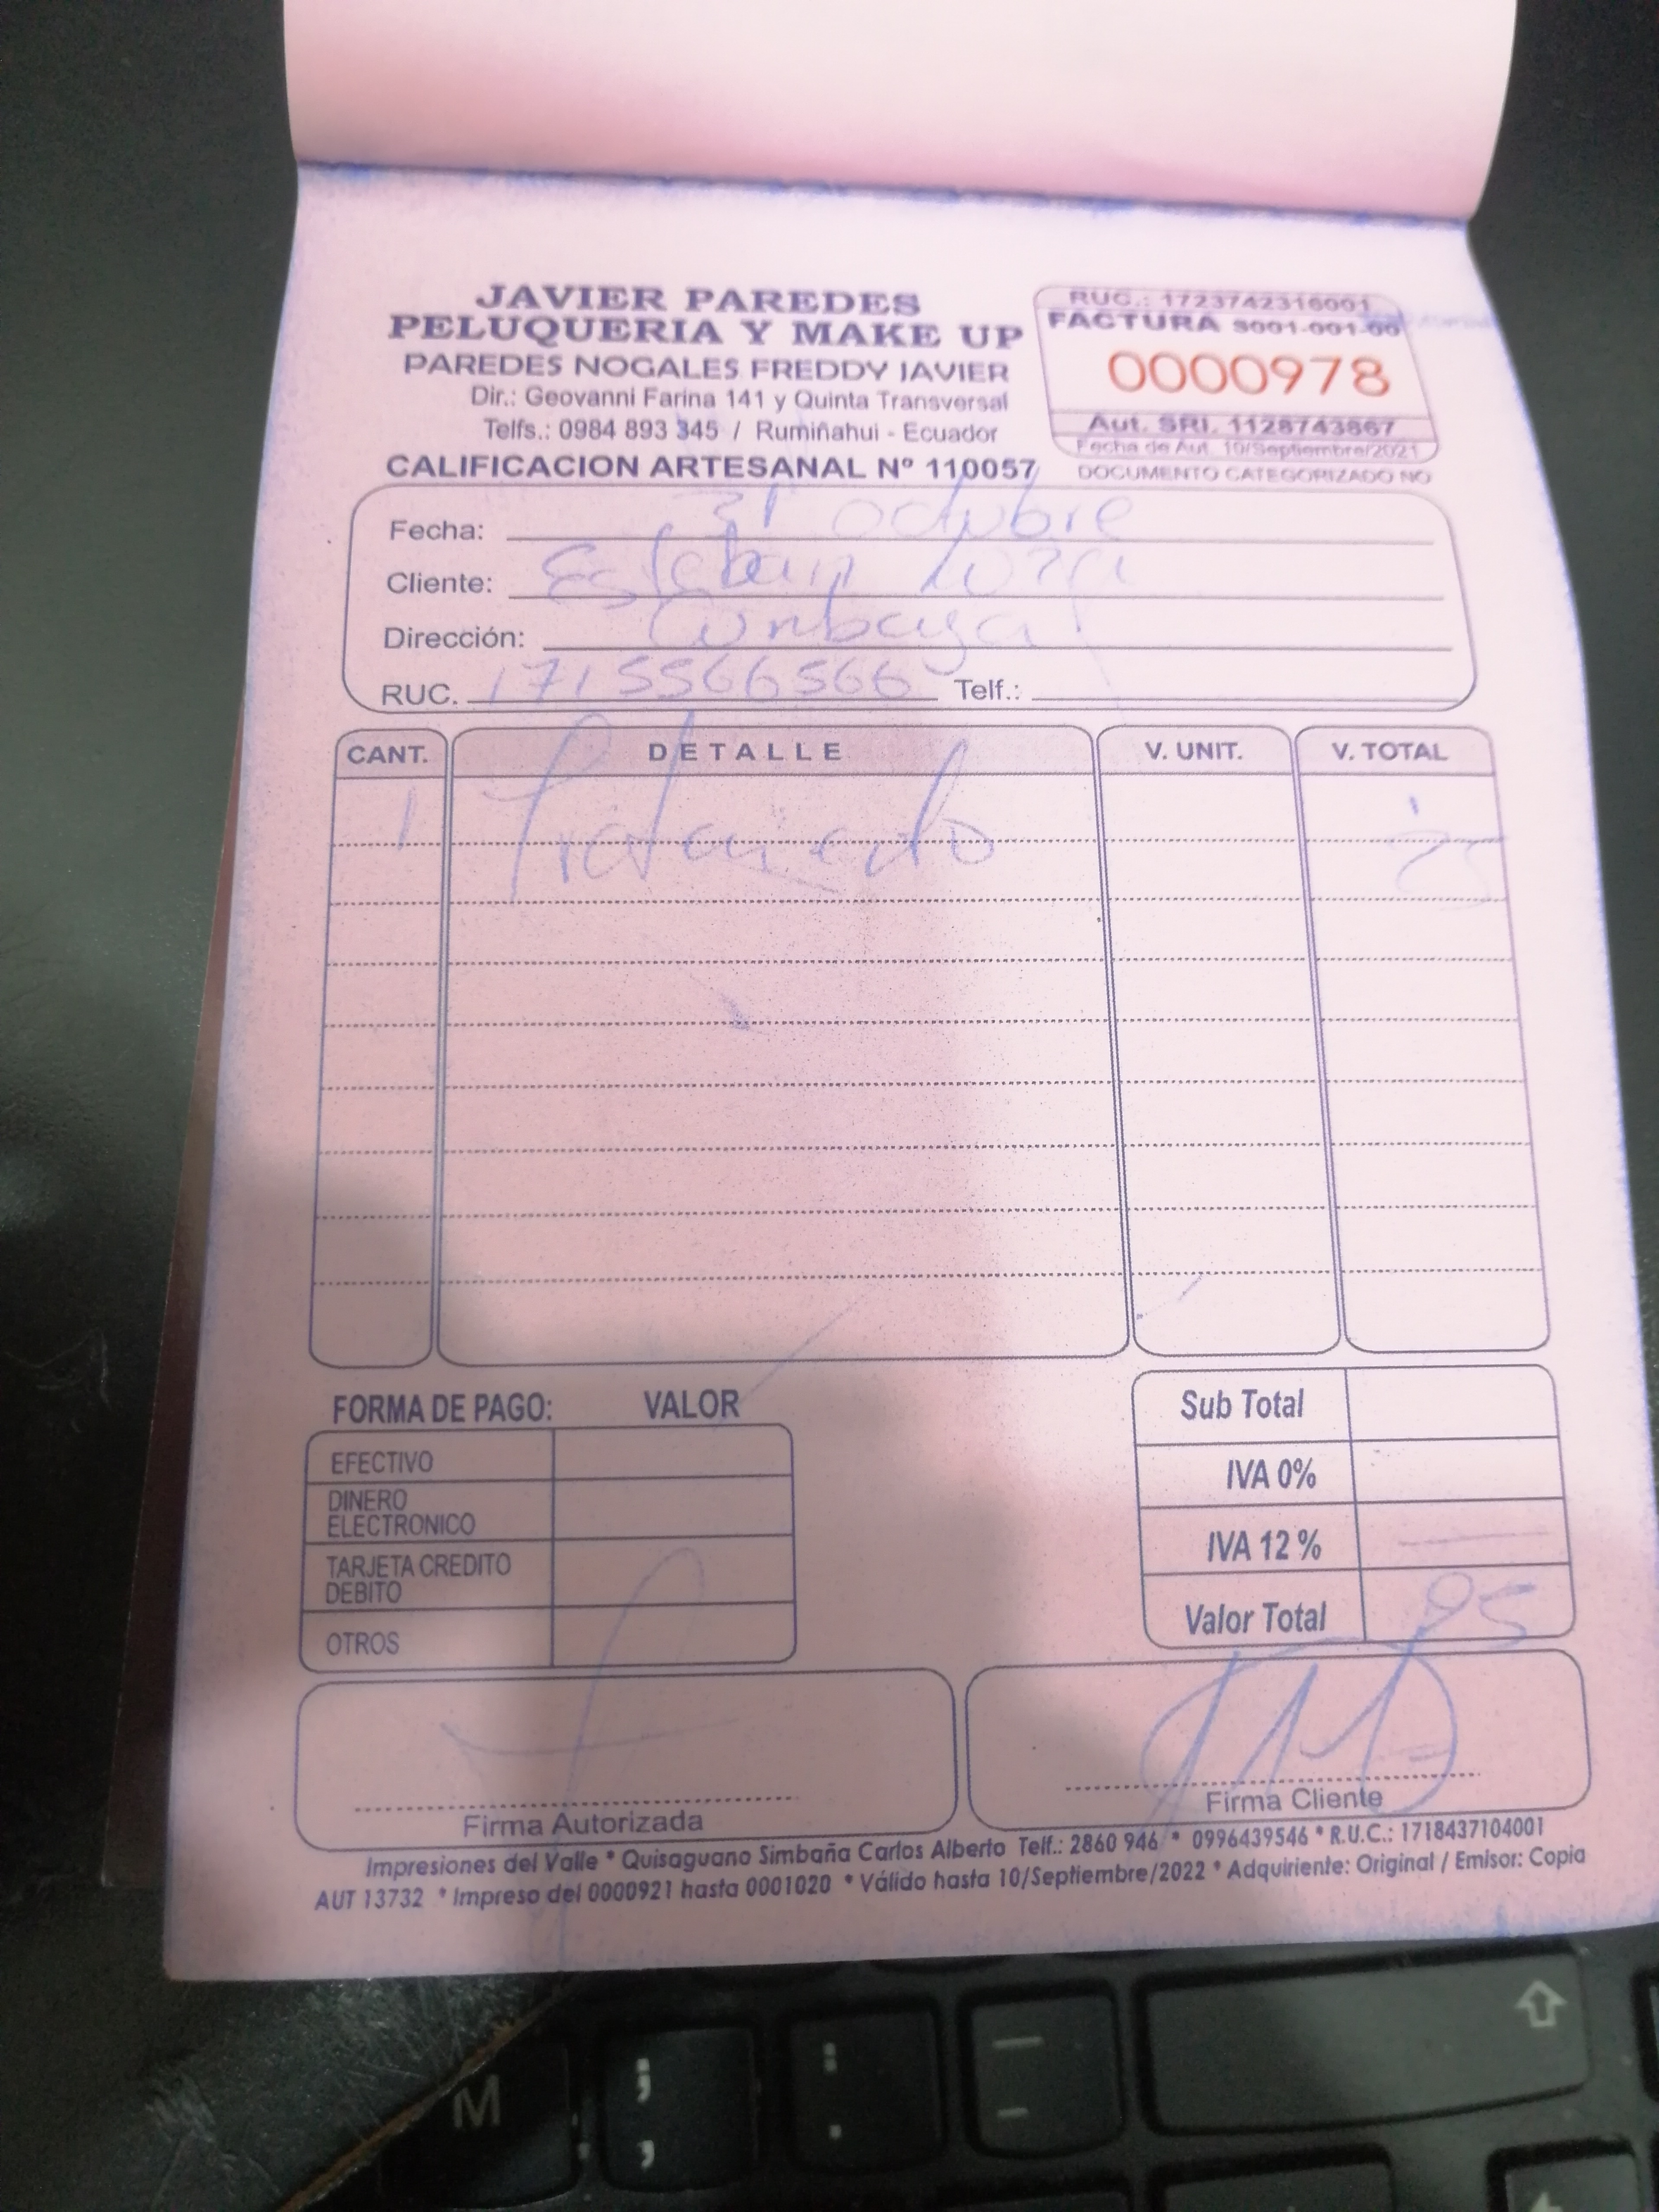 JAVIER PAREDES
PELUQUERIA Y MAKE UP
PAREDES NOGALES FREDDY JAVIER
Dir.: Geovanni Farina 141 y Quinta Transversal
Telfs.: 0984 893 345 / Rumiñahui - Ecuador
CALIFICACION ARTESANAL Nº 110057
RUC.: 1723742316001
FACTURA S001-001-00
0000978
Aut. SRI. 1128743867
Fecha de Aut. 10/Septiembre/2021
DOCUMENTO CATEGORIZADO NO
Fecha: 31 octubre
Cliente: Esteban loza
Dirección: Cumbaya
RUC. 1715566566 Telf.:
CANT. DETALLE V. UNIT. V. TOTAL
1
FORMA DE PAGO: VALOR
EFECTIVO
DINERO
ELECTRONICO
TARJETA CREDITO
DEBITO
OTROS
Sub Total
IVA 0%
IVA 12 %
Valor Total
Firma Autorizada
Firma Cliente
Impresiones del Valle * Quisaguano Simbaña Carlos Alberto Telf.: 2860 946 * 0996439546 * R.U.C.: 1718437104001
AUT 13732 * Impreso del 0000921 hasta 0001020 * Válido hasta 10/Septiembre/2022 * Adquiriente: Original / Emisor: Copia
M
; :
, . _